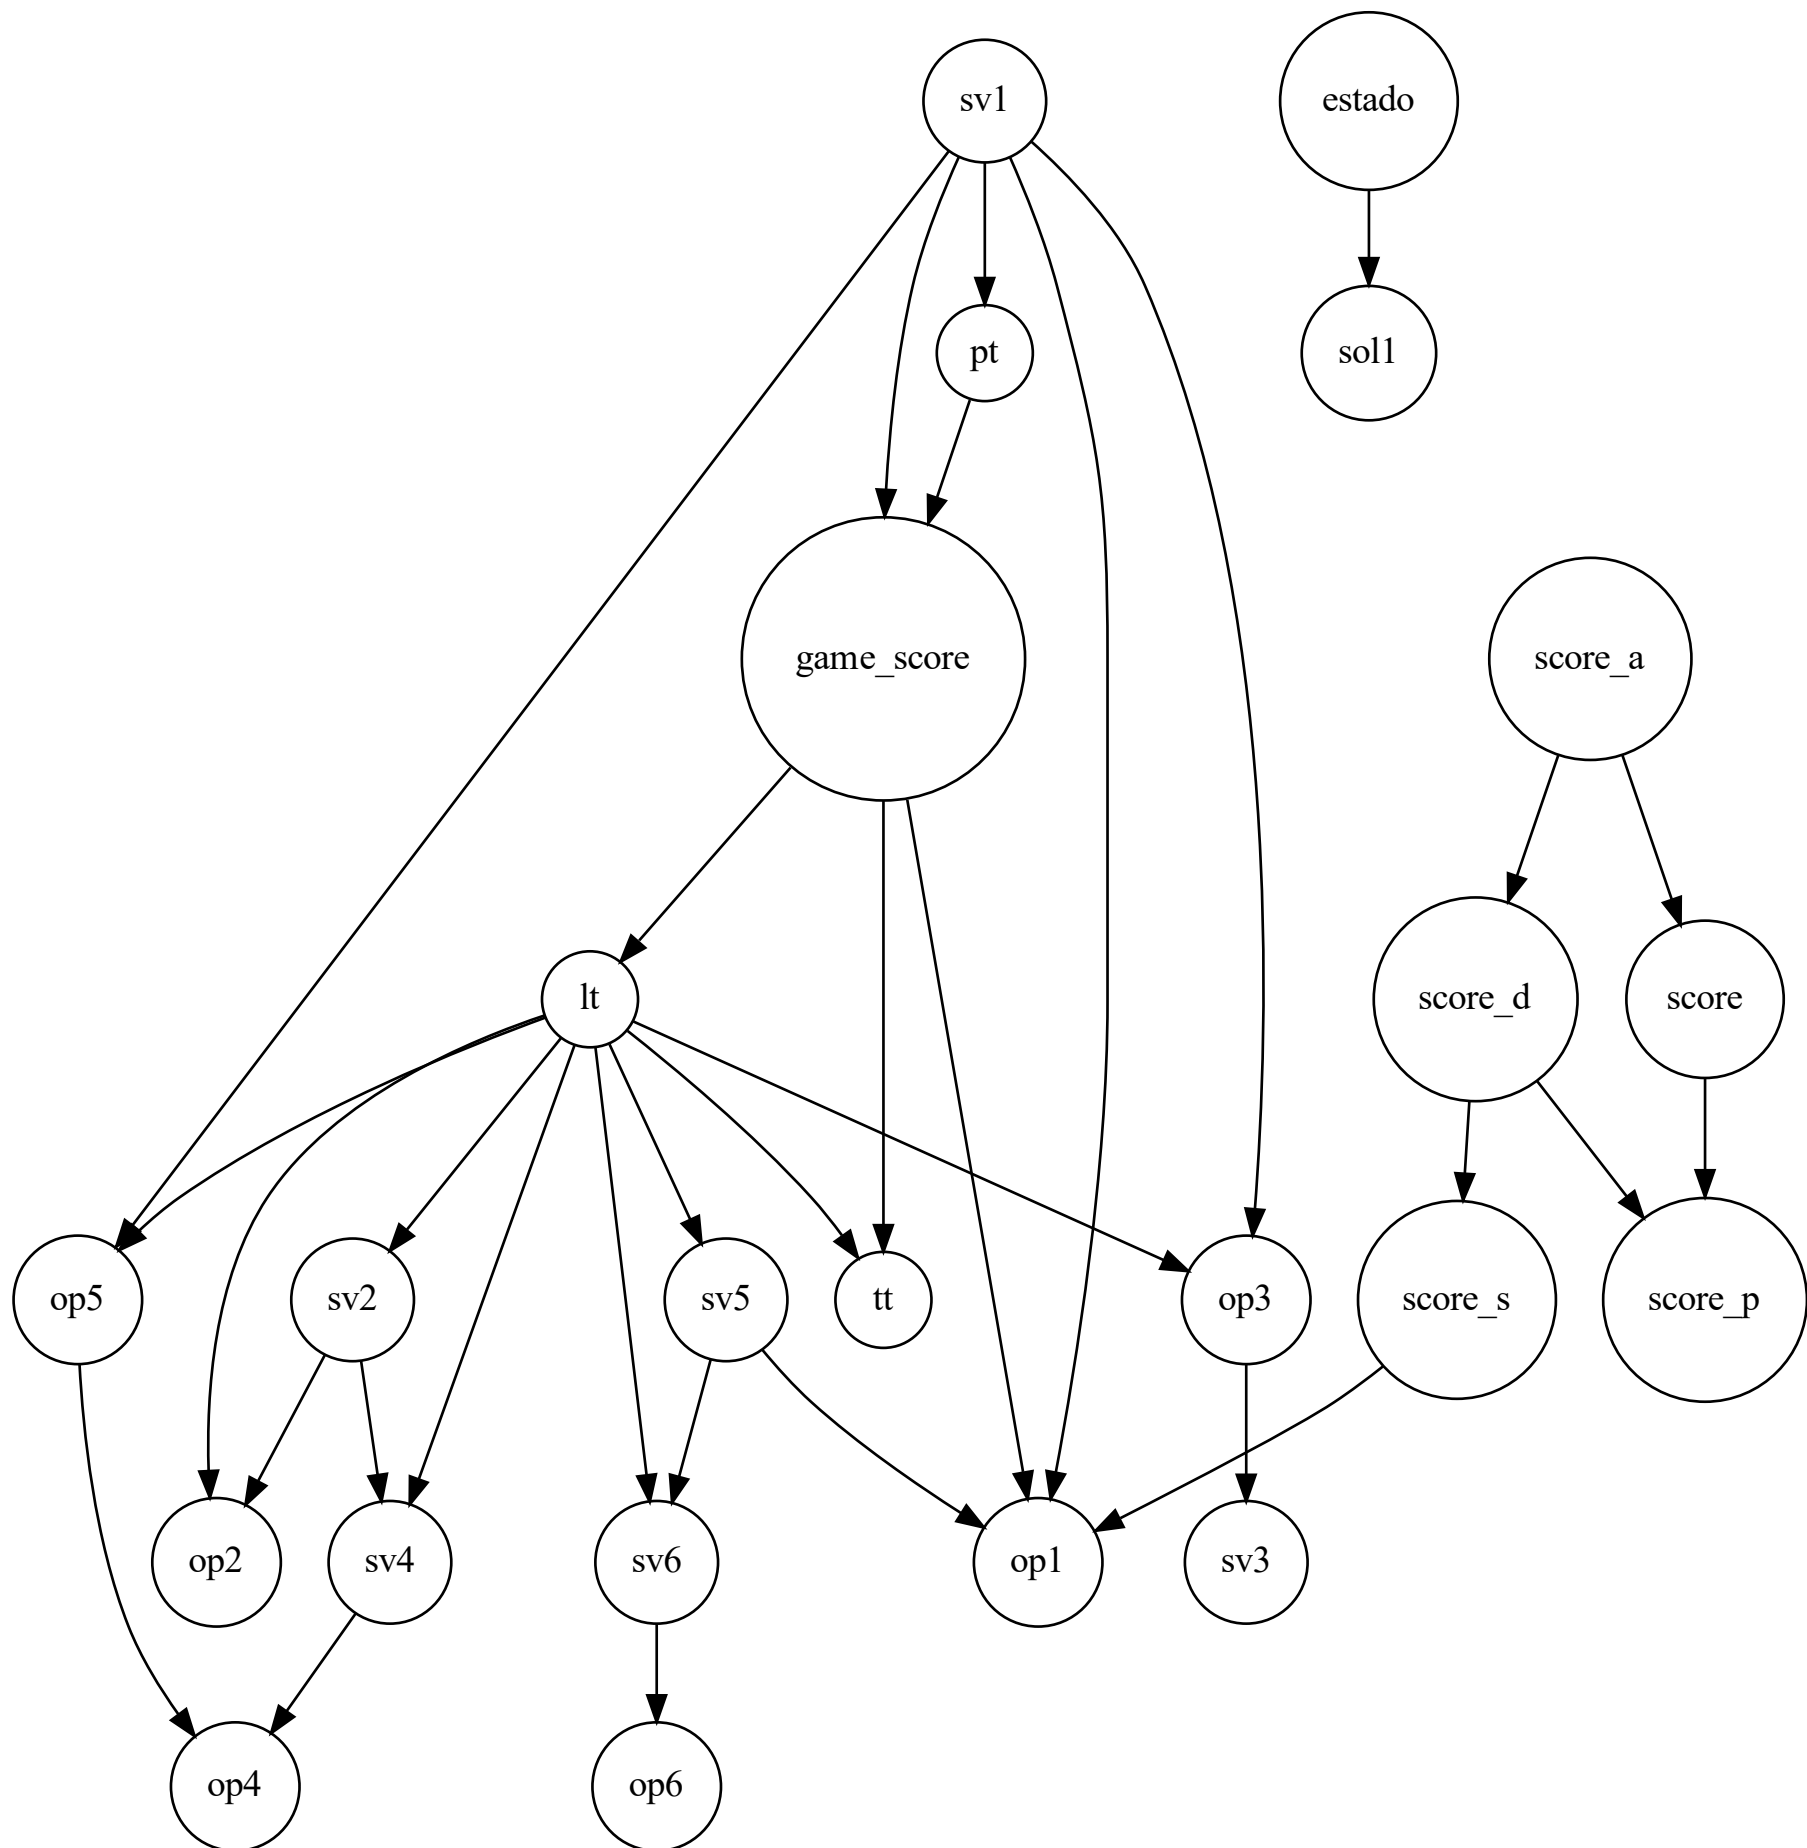 sv1
estado
pt
sol1
game_score
score_a
lt
score_d
score
op5
sv2
sv5
tt
op3
score_s
score_p
op2
sv4
sv6
op1
sv3
op4
op6